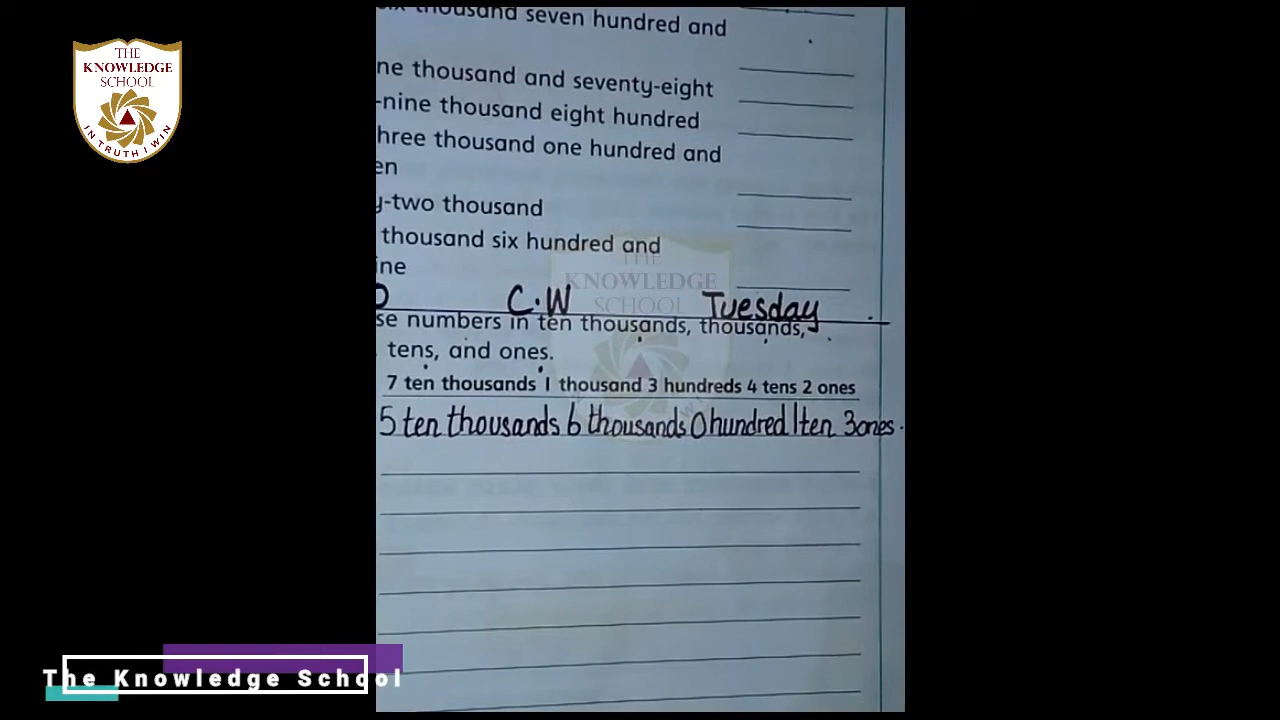 THE
KNOWLEDGE
SCHOOL
IN TRUTH I WIN
thousand seven hundred and
ne thousand and seventy-eight
-nine thousand eight hundred
hree thousand one hundred and
en
y-two thousand
thousand six hundred and
ine
C.W Tuesday
se numbers in ten thousands, thousands,
tens, and ones.
7 ten thousands 1 thousand 3 hundreds 4 tens 2 ones
5 ten thousands 6 thousands 0 hundred 1 ten 3 ones.
THE
KNOWLEDGE
SCHOOL
The Knowledge School